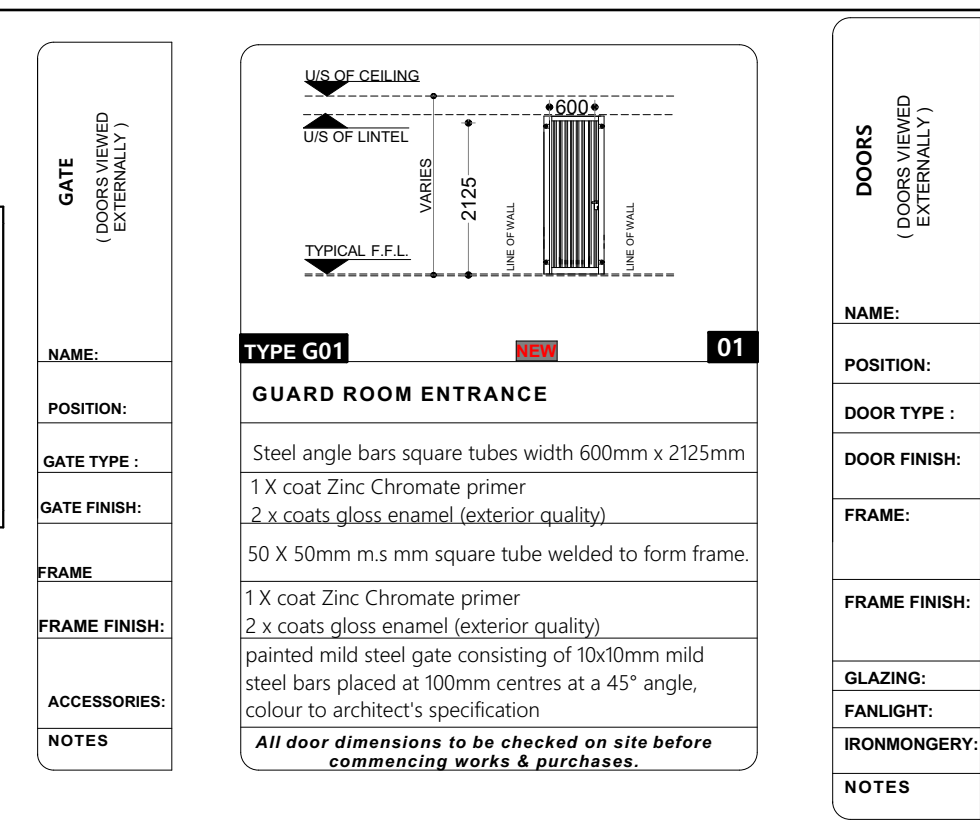 GATE
( DOORS VIEWED
EXTERNALLY )
NAME:
POSITION:
GATE TYPE :
GATE FINISH:
FRAME
FRAME FINISH:
ACCESSORIES:
NOTES
U/S OF CEILING
U/S OF LINTEL
600
VARIES
2125
LINE OF WALL
LINE OF WALL
TYPICAL F.F.L.
TYPE G01
NEW
01
GUARD ROOM ENTRANCE
Steel angle bars square tubes width 600mm x 2125mm
1 X coat Zinc Chromate primer
2 x coats gloss enamel (exterior quality)
50 X 50mm m.s mm square tube welded to form frame.
1 X coat Zinc Chromate primer
2 x coats gloss enamel (exterior quality)
painted mild steel gate consisting of 10x10mm mild
steel bars placed at 100mm centres at a 45° angle,
colour to architect's specification
All door dimensions to be checked on site before
commencing works & purchases.
DOORS
( DOORS VIEWED
EXTERNALLY )
NAME:
POSITION:
DOOR TYPE :
DOOR FINISH:
FRAME:
FRAME FINISH:
GLAZING:
FANLIGHT:
IRONMONGERY:
NOTES